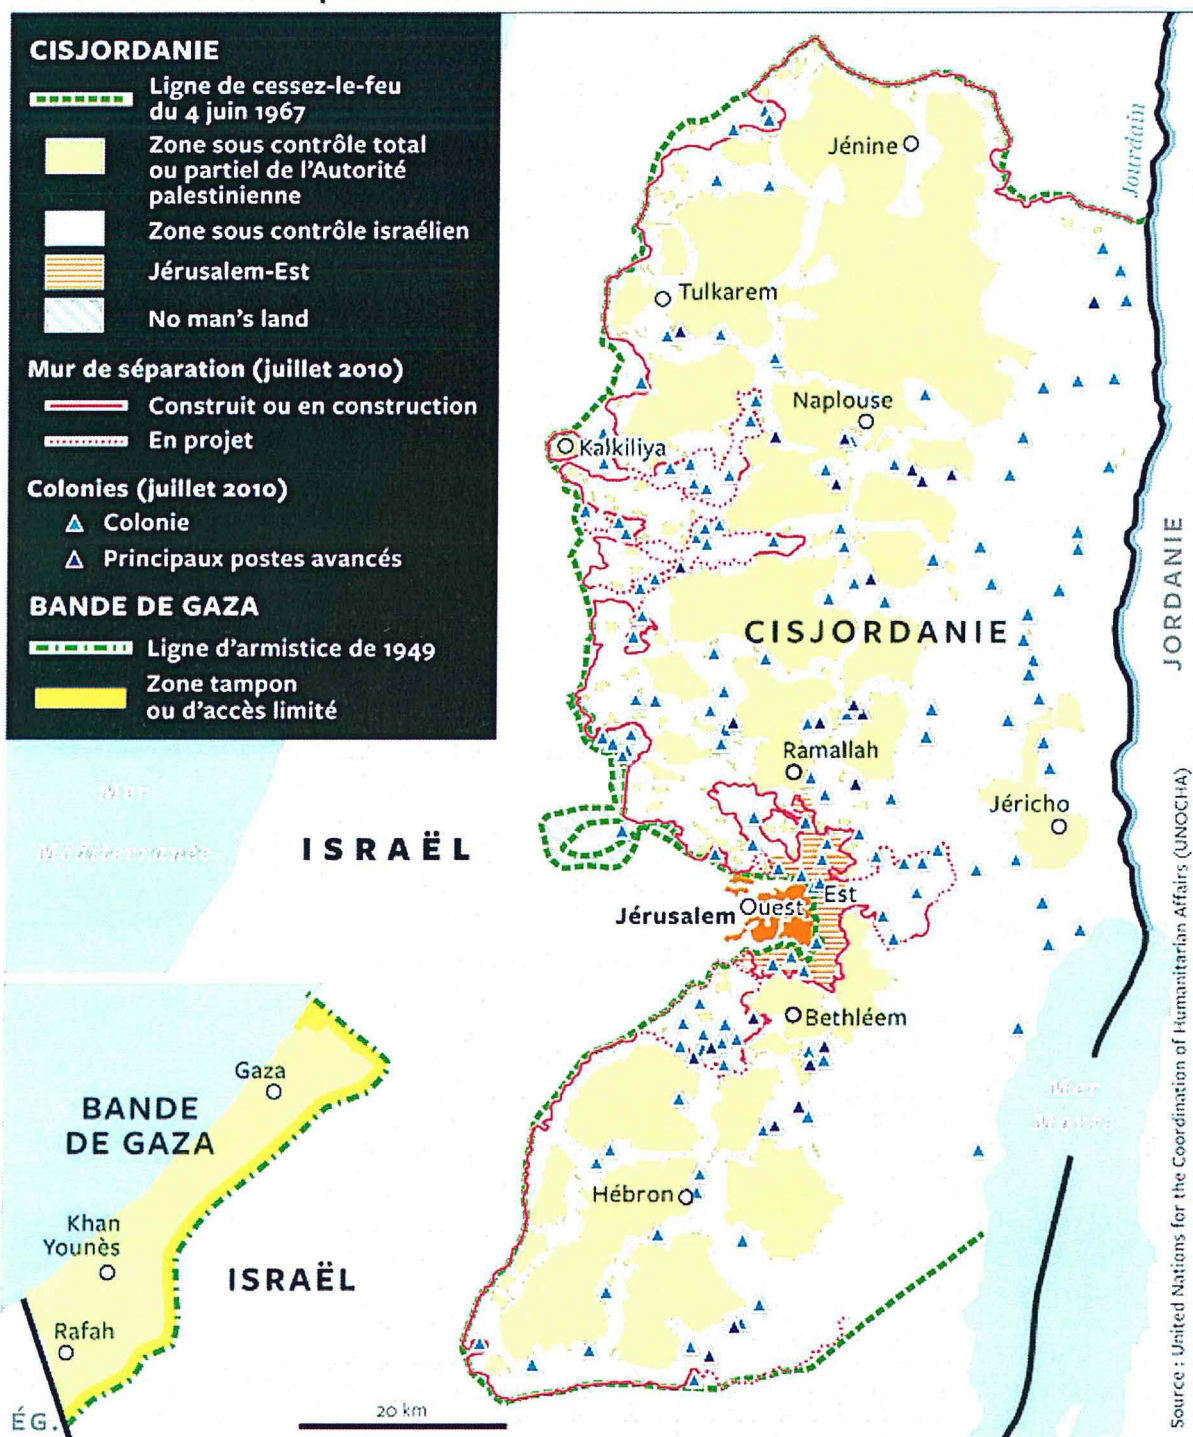 CISJORDANIE
Ligne de cessez-le-feu
du 4 juin 1967
Zone sous contrôle total
ou partiel de l'Autorité
palestinienne
Zone sous contrôle israélien
Jérusalem-Est
No man's land
Mur de séparation (juillet 2010)
Construit ou en construction
En projet
Colonies (juillet 2010)
Colonie
Principaux postes avancés
BANDE DE GAZA
Ligne d'armistice de 1949
Zone tampon
ou d'accès limité
Jénine
Jourdain
Tulkarem
Naplouse
Kalkiliya
JORDANIE
CISJORDANIE
Ramallah
Jéricho
Mer
Méditerranée
ISRAËL
Est
Jérusalem
Ouest
Bethléem
Mer
Morte
Hébron
Gaza
BANDE
DE GAZA
Khan
Younès
ISRAËL
Rafah
ÉG.
20 km
Source : United Nations for the Coordination of Humanitarian Affairs (UNOCHA)